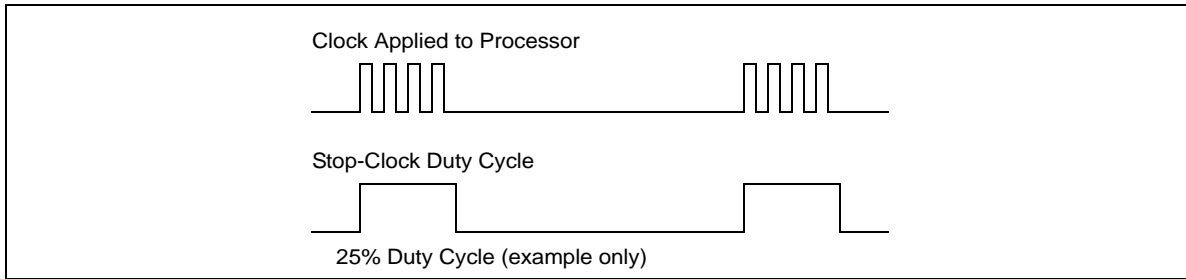 Clock Applied to Processor
Stop-Clock Duty Cycle
25% Duty Cycle (example only)